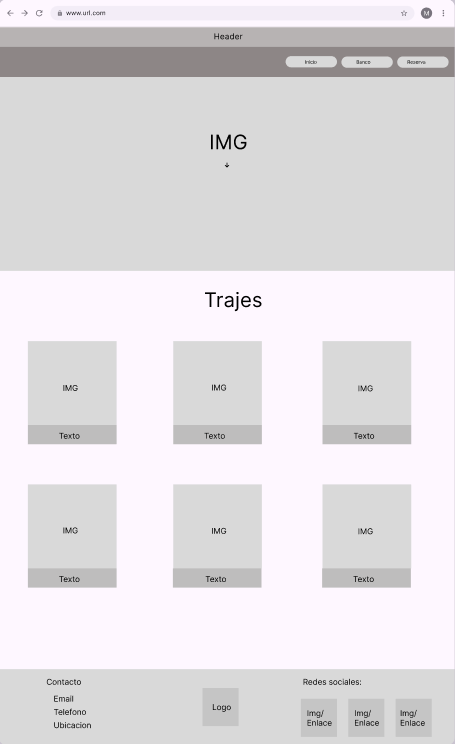 www.url.com
M
Header
Inicio
Banco
Reserva
IMG
Trajes
IMG
IMG
IMG
Texto
Texto
Texto
IMG
IMG
IMG
Texto
Texto
Texto
Contacto
Email
Telefono
Ubicacion
Logo
Redes sociales:
Img/
Enlace
Img/
Enlace
Img/
Enlace